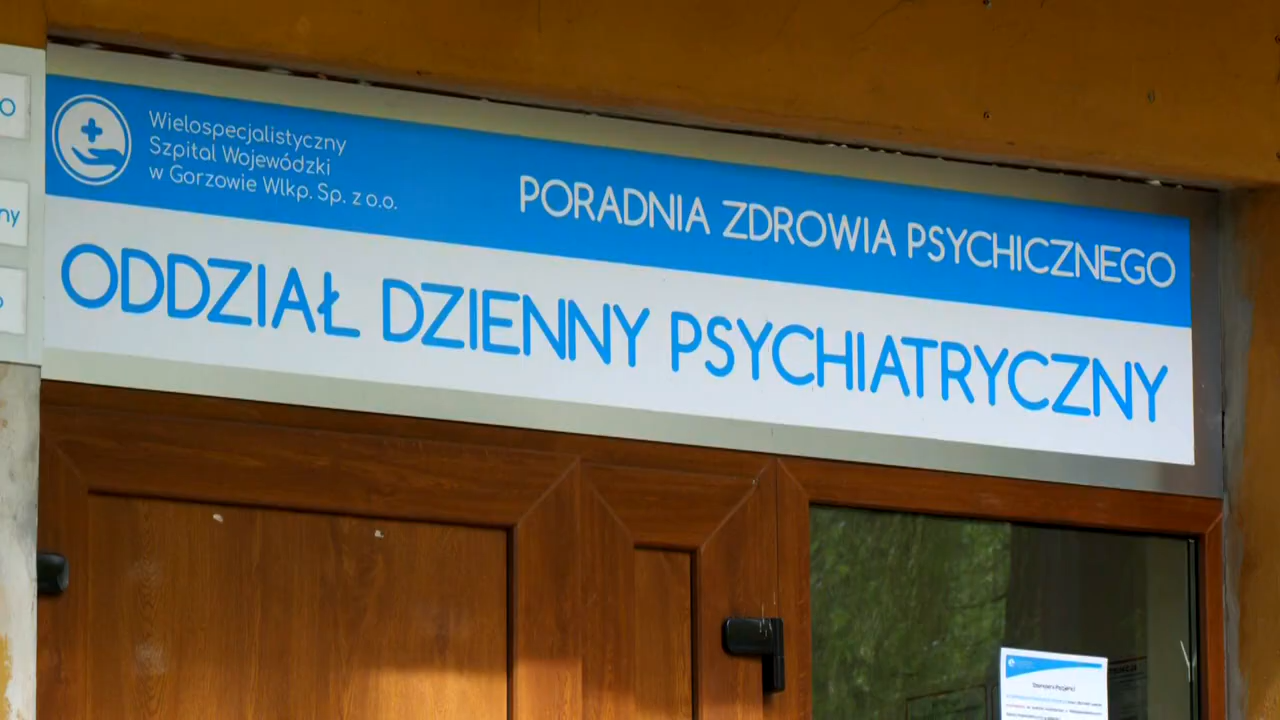 Wielospecjalistyczny
Szpital Wojewódzki
w Gorzowie Wlkp. Sp. z o.o.
PORADNIA ZDROWIA PSYCHICZNEGO
ODDZIAŁ DZIENNY PSYCHIATRYCZNY